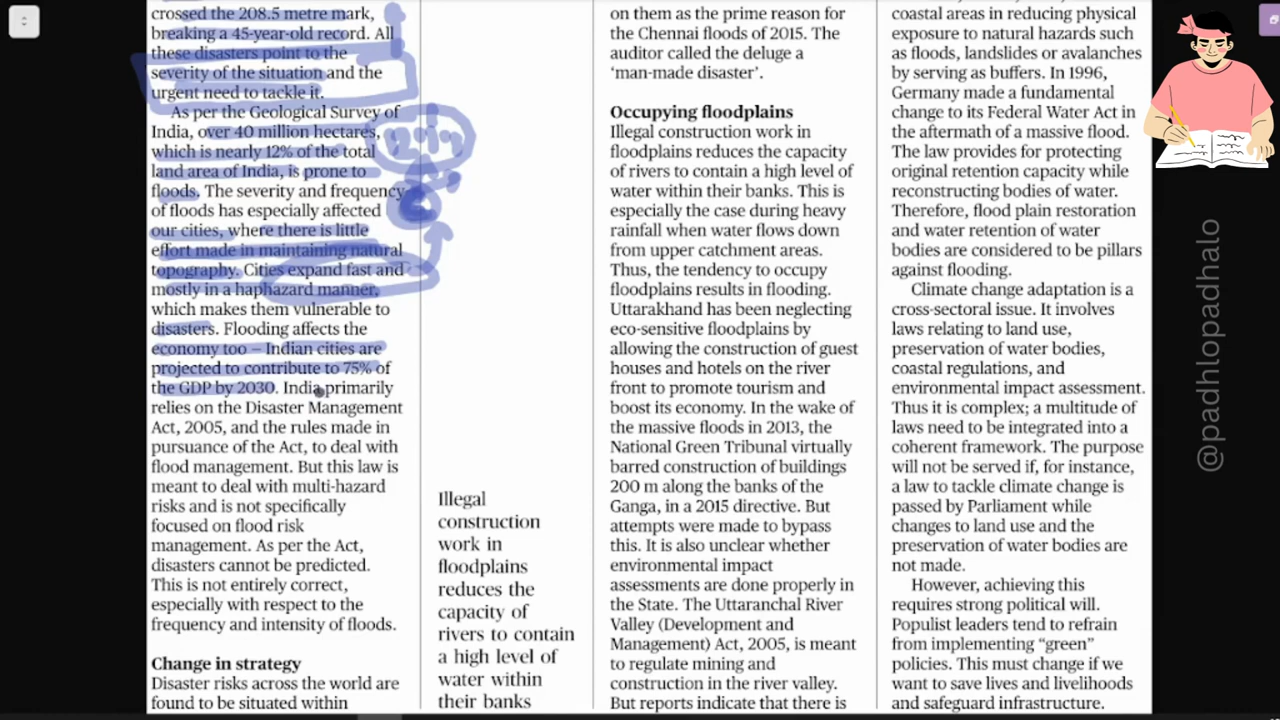 crossed the 208.5 metre mark,
breaking a 45-year-old record. All
these disasters point to the
severity of the situation and the
urgent need to tackle it.
As per the Geological Survey of
India, over 40 million hectares,
which is nearly 12% of the total
land area of India, is prone to
floods. The severity and frequency
of floods has especially affected
our cities, where there is little
effort made in maintaining natural
topography. Cities expand fast and
mostly in a haphazard manner,
which makes them vulnerable to
disasters. Flooding affects the
economy too — Indian cities are
projected to contribute to 75% of
the GDP by 2030. India primarily
relies on the Disaster Management
Act, 2005, and the rules made in
pursuance of the Act, to deal with
flood management. But this law is
meant to deal with multi-hazard
risks and is not specifically
focused on flood risk
management. As per the Act,
disasters cannot be predicted.
This is not entirely correct,
especially with respect to the
frequency and intensity of floods.
Change in strategy
Disaster risks across the world are
found to be situated within
Illegal
construction
work in
floodplains
reduces the
capacity of
rivers to contain
a high level of
water within
their banks
on them as the prime reason for
the Chennai floods of 2015. The
auditor called the deluge a
‘man-made disaster’.
Occupying floodplains
Illegal construction work in
floodplains reduces the capacity
of rivers to contain a high level of
water within their banks. This is
especially the case during heavy
rainfall when water flows down
from upper catchment areas.
Thus, the tendency to occupy
floodplains results in flooding.
Uttarakhand has been neglecting
eco-sensitive floodplains by
allowing the construction of guest
houses and hotels on the river
front to promote tourism and
boost its economy. In the wake of
the massive floods in 2013, the
National Green Tribunal virtually
barred construction of buildings
200 m along the banks of the
Ganga, in a 2015 directive. But
attempts were made to bypass
this. It is also unclear whether
environmental impact
assessments are done properly in
the State. The Uttaranchal River
Valley (Development and
Management) Act, 2005, is meant
to regulate mining and
construction in the river valley.
But reports indicate that there is
coastal areas in reducing physical
exposure to natural hazards such
as floods, landslides or avalanches
by serving as buffers. In 1996,
Germany made a fundamental
change to its Federal Water Act in
the aftermath of a massive flood.
The law provides for protecting
original retention capacity while
reconstructing bodies of water.
Therefore, flood plain restoration
and water retention of water
bodies are considered to be pillars
against flooding.
Climate change adaptation is a
cross-sectoral issue. It involves
laws relating to land use,
preservation of water bodies,
coastal regulations, and
environmental impact assessment.
Thus it is complex; a multitude of
laws need to be integrated into a
coherent framework. The purpose
will not be served if, for instance,
a law to tackle climate change is
passed by Parliament while
changes to land use and the
preservation of water bodies are
not made.
However, achieving this
requires strong political will.
Populist leaders tend to refrain
from implementing “green”
policies. This must change if we
want to save lives and livelihoods
and safeguard infrastructure.
@padhlopadhalo